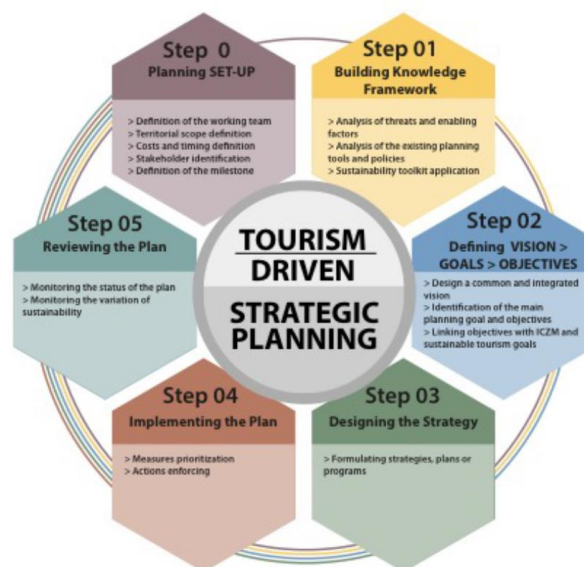 Step 0
Planning SET-UP
> Definition of the working team
> Territorial scope definition
> Costs and timing definition
> Stakeholder identification
> Definition of the milestone
Step 01
Building Knowledge
Framework
> Analysis of threats and enabling
factors
> Analysis of the existing planning
tools and policies
> Sustainability toolkit application
Step 02
Defining VISION >
GOALS > OBJECTIVES
> Design a common and integrated
vision
> Identification of the main
planning goal and objectives
> Linking objectives with ICZM and
sustainable tourism goals
Step 03
Designing the Strategy
> Formulating strategies, plans or
programs
Step 04
Implementing the Plan
> Measures prioritization
> Actions enforcing
Step 05
Reviewing the Plan
> Monitoring the status of the plan
> Monitoring the variation of
sustainability
TOURISM
DRIVEN
STRATEGIC
PLANNING